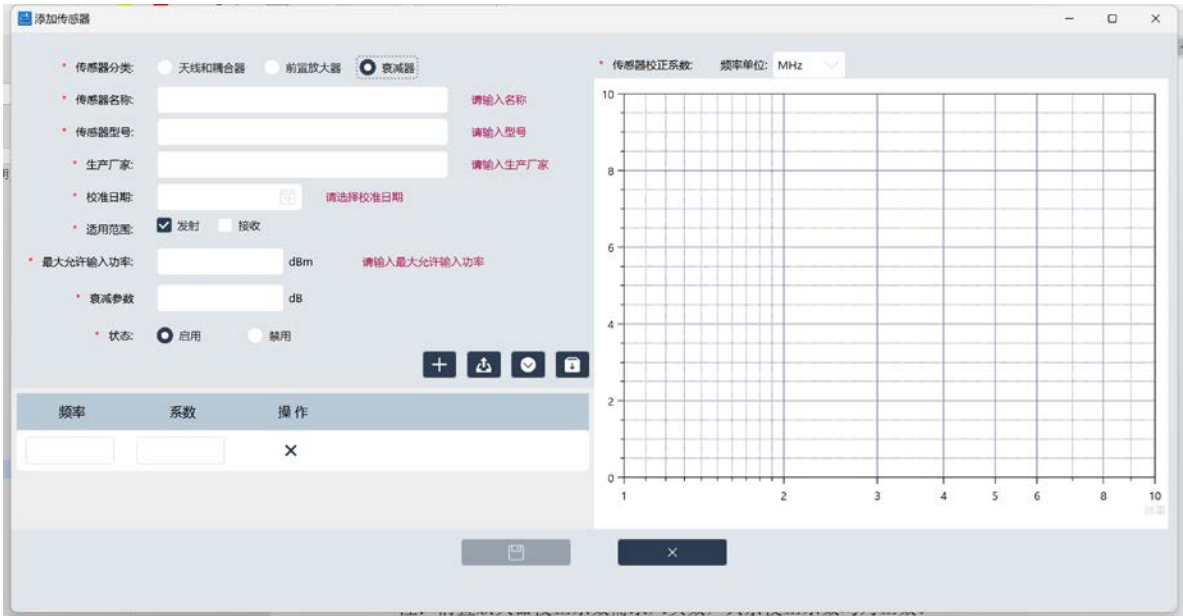 添加传感器
* 传感器分类: 天线和耦合器 前置放大器 衰减器
* 传感器名称: 请输入名称
* 传感器型号: 请输入型号
* 生产厂家: 请输入生产厂家
* 校准日期: 请选择校准日期
* 适用范围: 发射 接收
* 最大允许输入功率: dBm 请输入最大允许输入功率
* 衰减参数 dB
* 状态: 启用 禁用
频率 系数 操作
* 传感器校正系数: 频率单位: MHz
10
8
6
4
2
0
1 2 3 4 5 6 8 10
频率